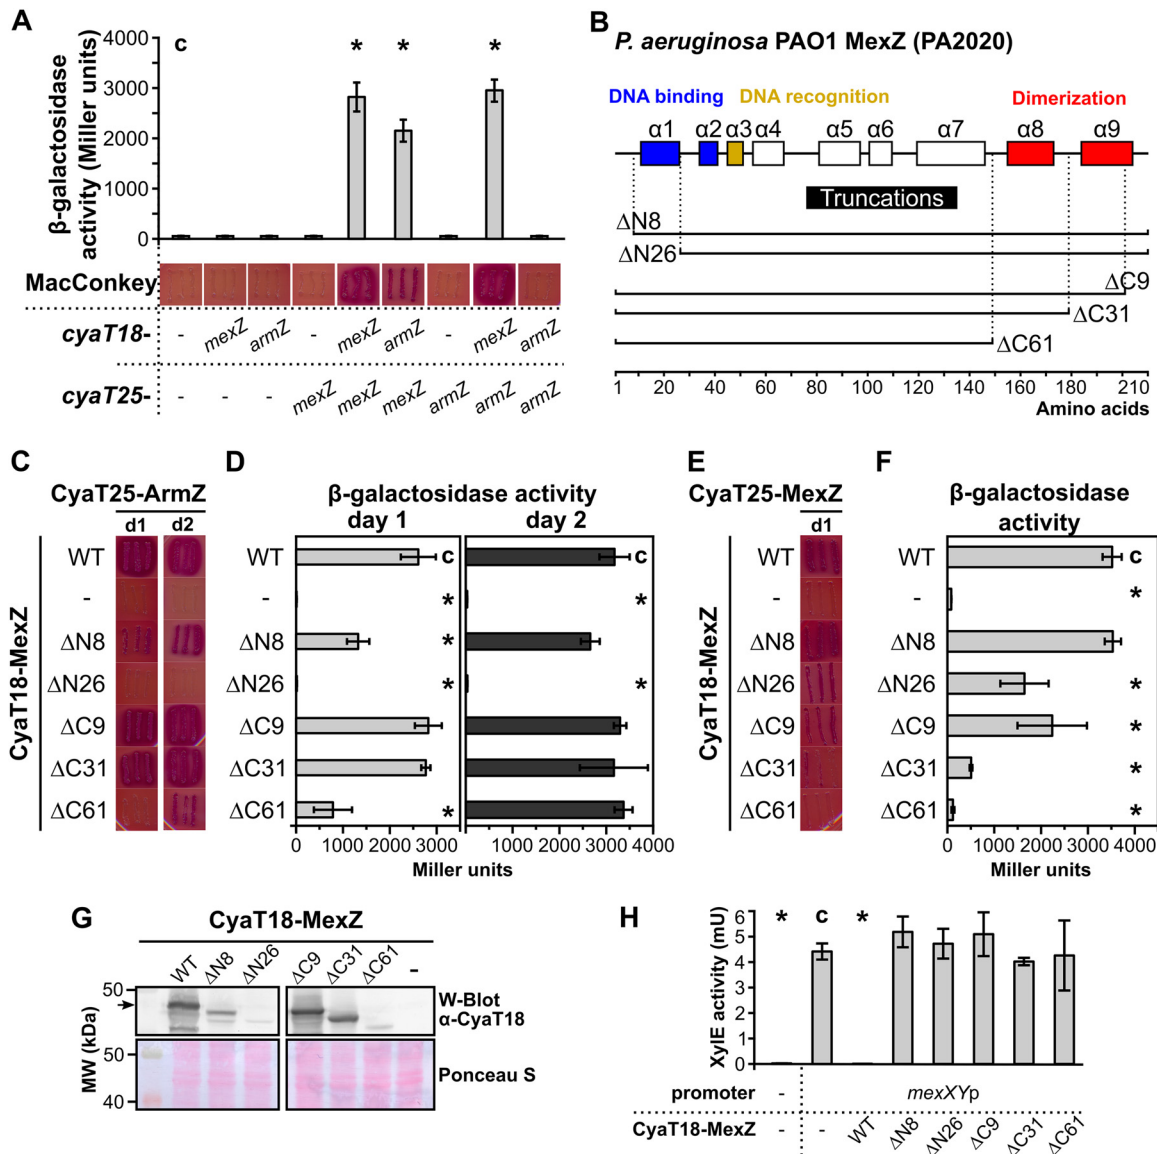 A
β-galactosidase
activity (Miller units)
4000
3000
2000
1000
0
c * * *
MacConkey
cyaT18- - mexZ armZ - mexZ armZ - mexZ armZ
cyaT25- - - - mexZ mexZ mexZ armZ armZ armZ
B
P. aeruginosa PAO1 MexZ (PA2020)
DNA binding DNA recognition Dimerization
α1 α2 α3 α4 α5 α6 α7 α8 α9
Truncations
ΔN8
ΔN26
ΔC9
ΔC31
ΔC61
1 20 40 60 80 100 120 140 160 180 210
Amino acids
C
CyaT25-ArmZ
d1 d2
CyaT18-MexZ
WT
-
ΔN8
ΔN26
ΔC9
ΔC31
ΔC61
D
β-galactosidase activity
day 1 day 2
WT c c
- * *
ΔN8 *
ΔN26 * *
ΔC9
ΔC31
ΔC61 *
0 1000 2000 3000 0 1000 2000 3000 4000
Miller units
E
CyaT25-MexZ
d1
CyaT18-MexZ
WT
-
ΔN8
ΔN26
ΔC9
ΔC31
ΔC61
F
β-galactosidase
activity
WT c
- *
ΔN8
ΔN26 *
ΔC9 *
ΔC31 *
ΔC61 *
0 1000 2000 3000 4000
Miller units
G
CyaT18-MexZ
WT ΔN8 ΔN26 ΔC9 ΔC31 ΔC61 -
MW (kDa)
50
W-Blot
α-CyaT18
50
40
Ponceau S
H
XylE activity (mU)
6
5
4
3
2
1
0
* c *
promoter - mexXYp
CyaT18-MexZ - - WT ΔN8 ΔN26 ΔC9 ΔC31 ΔC61